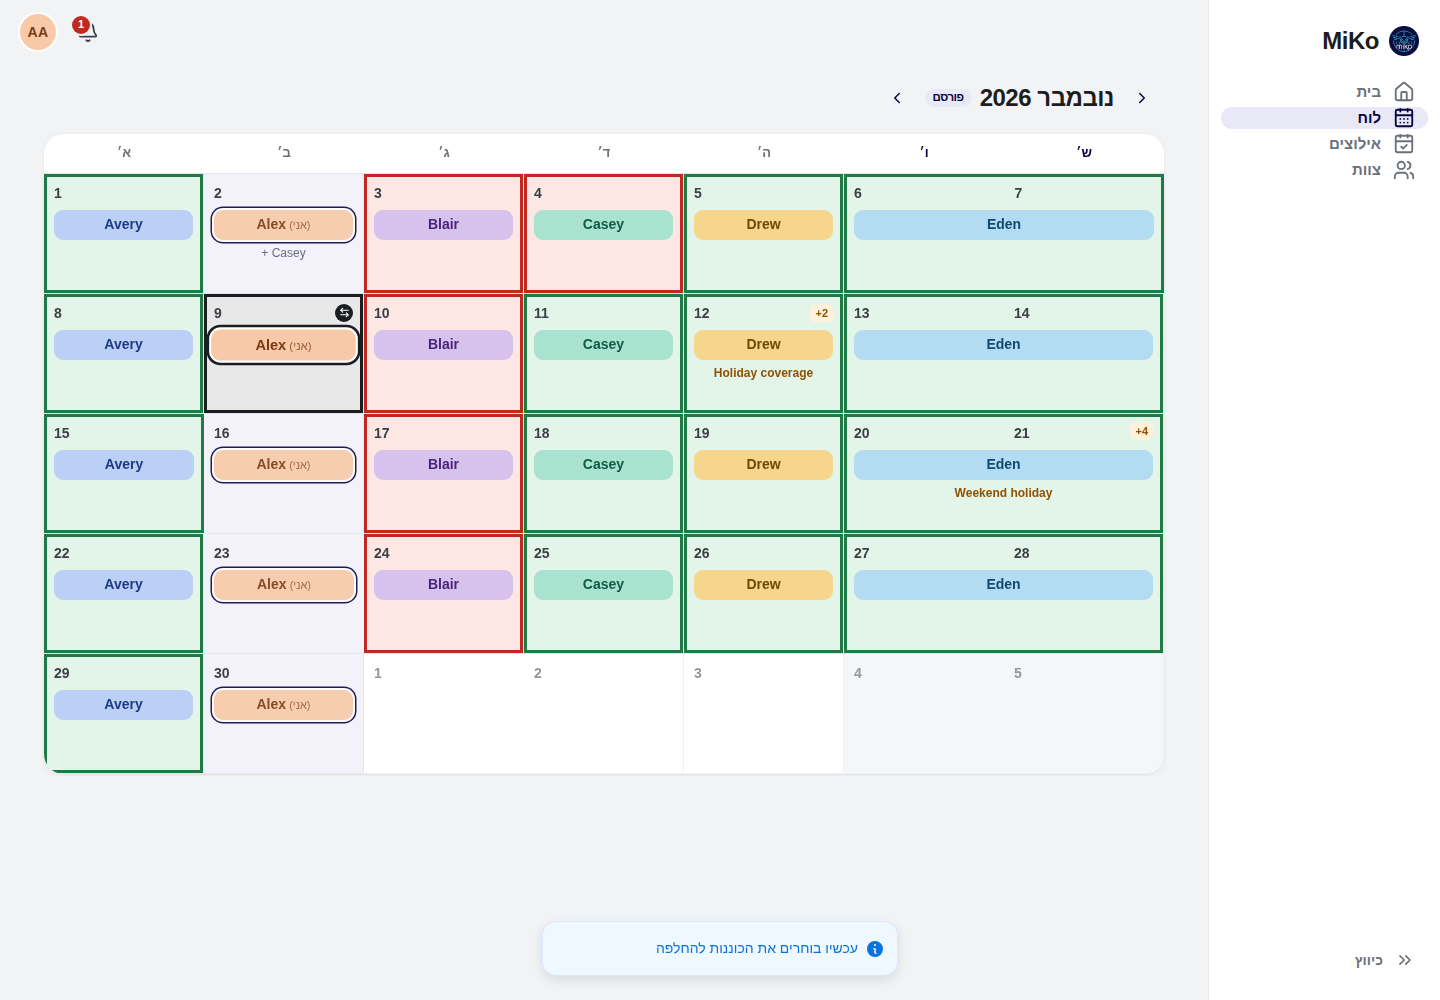 AA
1
MiKo
miko
בית
לוח
אילוצים
צוות
נובמבר 2026
פורסם
א׳ ב׳ ג׳ ד׳ ה׳ ו׳ ש׳
1 2 3 4 5 6 7
Avery Alex (אני) Blair Casey Drew Eden
+ Casey
8 9 10 11 12 +2 13 14
Avery Alex (אני) Blair Casey Drew Eden
Holiday coverage
15 16 17 18 19 20 21 +4
Avery Alex (אני) Blair Casey Drew Eden
Weekend holiday
22 23 24 25 26 27 28
Avery Alex (אני) Blair Casey Drew Eden
29 30 1 2 3 4 5
Avery Alex (אני)
עכשיו בוחרים את הכוננות להחלפה
כיווץ